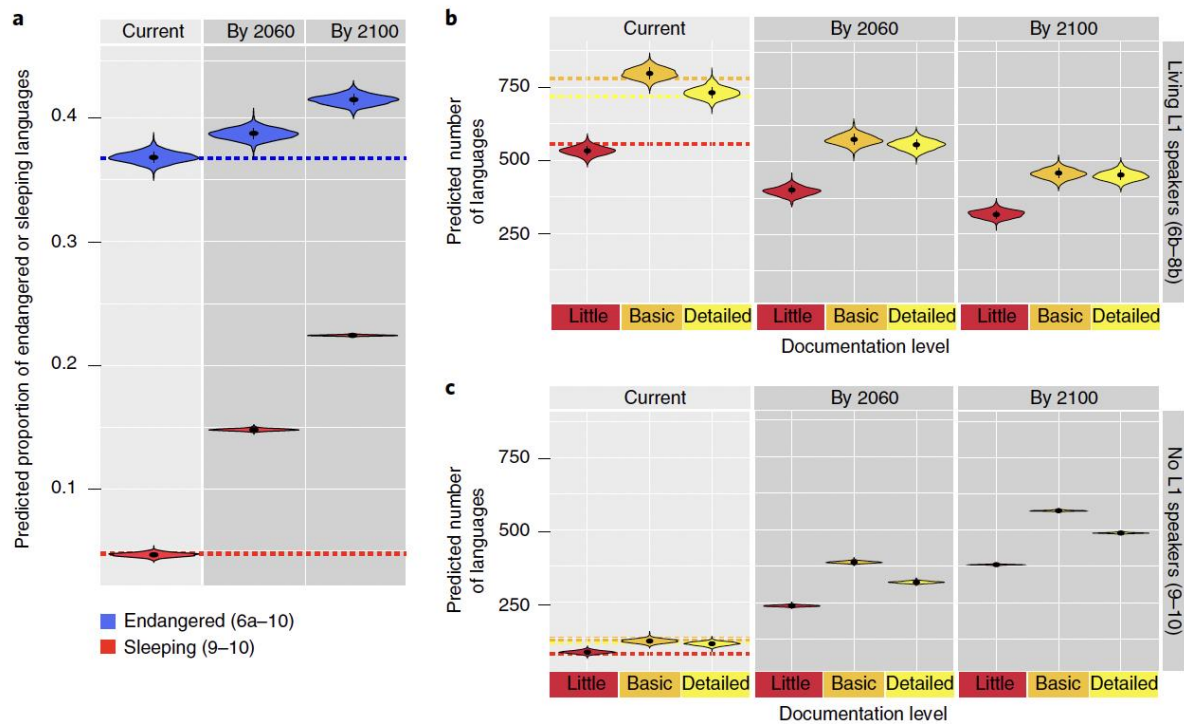 a
Current By 2060 By 2100
Predicted proportion of endangered or sleeping languages
0.4
0.3
0.2
0.1
Endangered (6a–10)
Sleeping (9–10)
b
Current By 2060 By 2100
Predicted number
of languages
750
500
250
Living L1 speakers (6b–8b)
Little Basic Detailed Little Basic Detailed Little Basic Detailed
Documentation level
c
Current By 2060 By 2100
Predicted number
of languages
750
500
250
No L1 speakers (9–10)
Little Basic Detailed Little Basic Detailed Little Basic Detailed
Documentation level